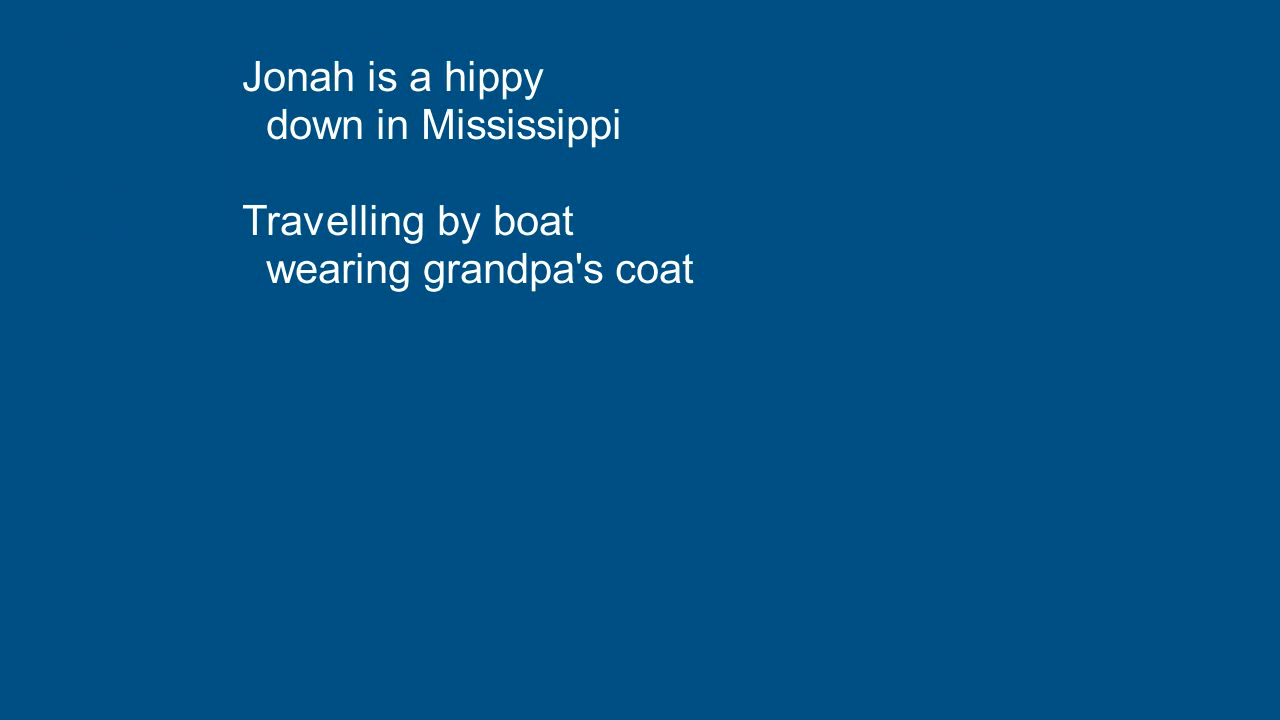 Jonah is a hippy
down in Mississippi
Travelling by boat
wearing grandpa's coat